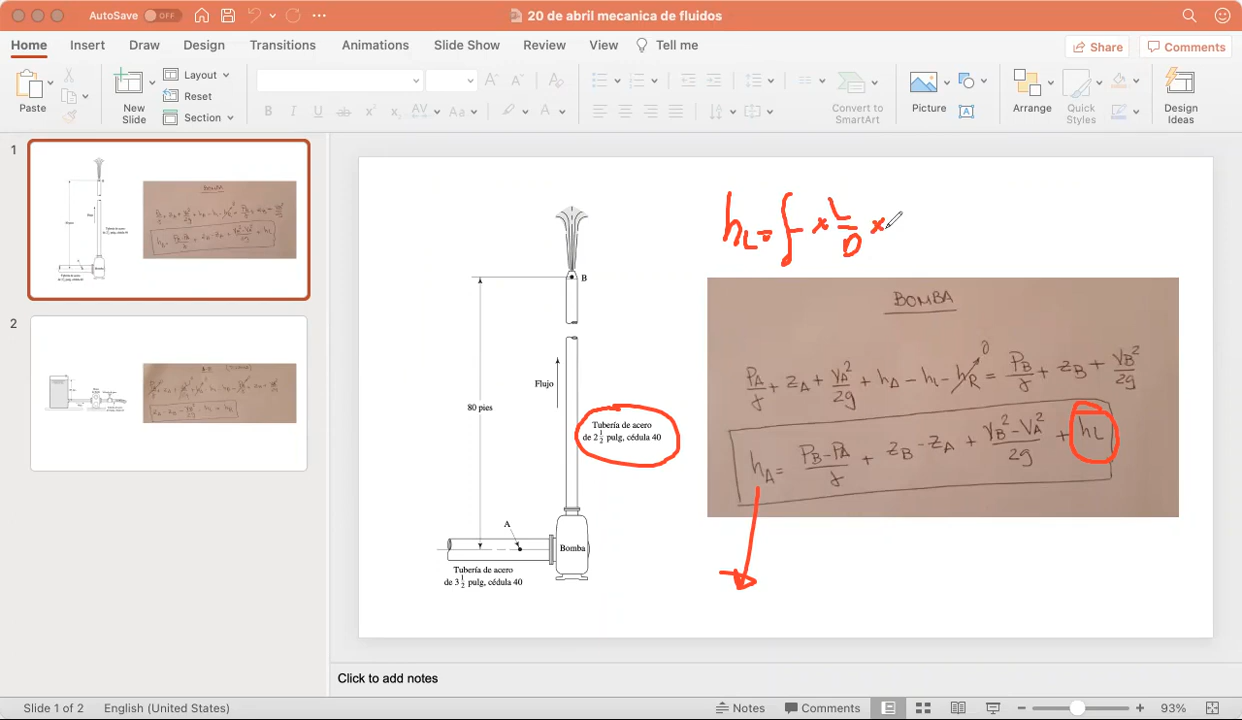 AutoSave OFF
20 de abril mecanica de fluidos
Home Insert Draw Design Transitions Animations Slide Show Review View Tell me
Share Comments
Paste
New Slide
Layout
Reset
Section
Convert to SmartArt
Picture
Arrange
Quick Styles
Design Ideas
1
2
B
Flujo
80 pies
Tubería de acero
de 2 1/2 pulg, cédula 40
A
Bomba
Tubería de acero
de 3 1/2 pulg, cédula 40
hL = f × L/D ×
BOMBA
PA/γ + zA + VA²/2g + hA - hL - hR = PB/γ + zB + VB²/2g
0
hA = PB-PA/γ + zB - zA + VB²-VA²/2g + hL
Click to add notes
Slide 1 of 2 English (United States) Notes Comments 93%